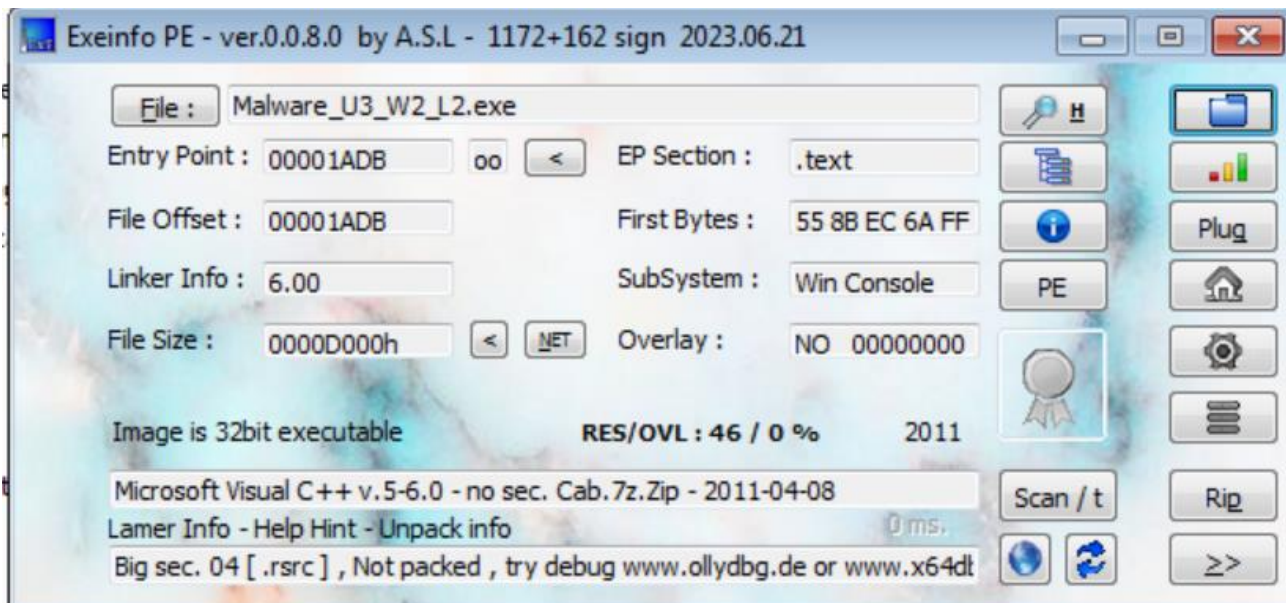 Exeinfo PE - ver.0.0.8.0 by A.S.L - 1172+162 sign 2023.06.21
File : Malware_U3_W2_L2.exe H
Entry Point : 00001ADB oo < EP Section : .text
File Offset : 00001ADB First Bytes : 55 8B EC 6A FF Plug
Linker Info : 6.00 SubSystem : Win Console PE
File Size : 0000D000h < NET Overlay : NO 00000000
Image is 32bit executable RES/OVL : 46 / 0 % 2011
Microsoft Visual C++ v.5-6.0 - no sec. Cab.7z.Zip - 2011-04-08 Scan / t Rip
Lamer Info - Help Hint - Unpack info 0 ms.
Big sec. 04 [ .rsrc ] , Not packed , try debug www.ollydbg.de or www.x64db >>